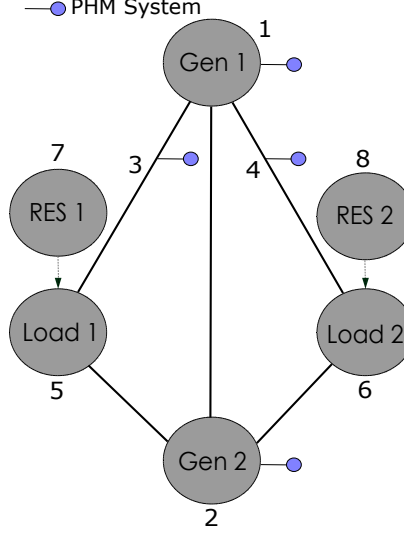 PHM System
1
Gen 1
3
4
7
8
RES 1
RES 2
Load 1
Load 2
5
6
Gen 2
2